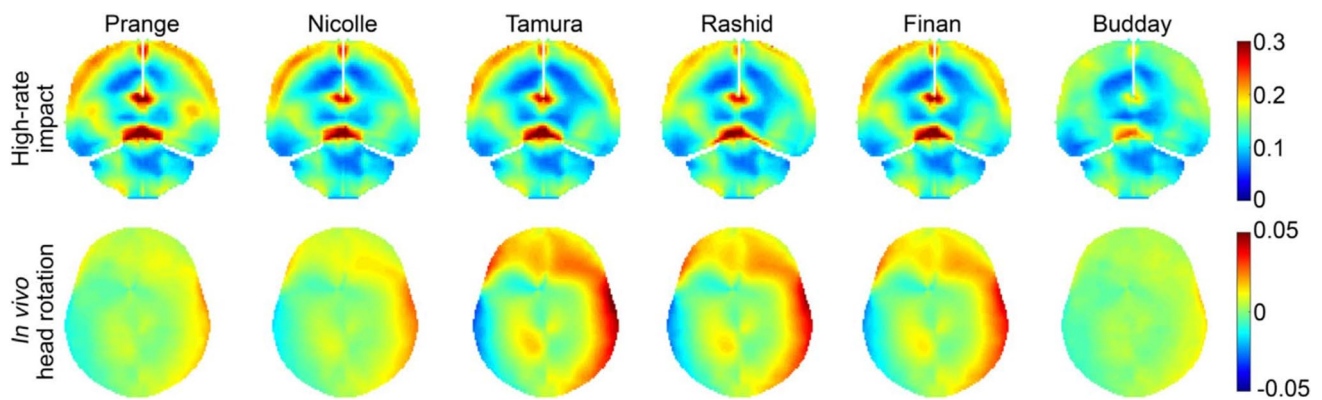 Prange Nicolle Tamura Rashid Finan Budday
High-rate
impact
0.3
0.2
0.1
0
In vivo
head rotation
0.05
0
-0.05